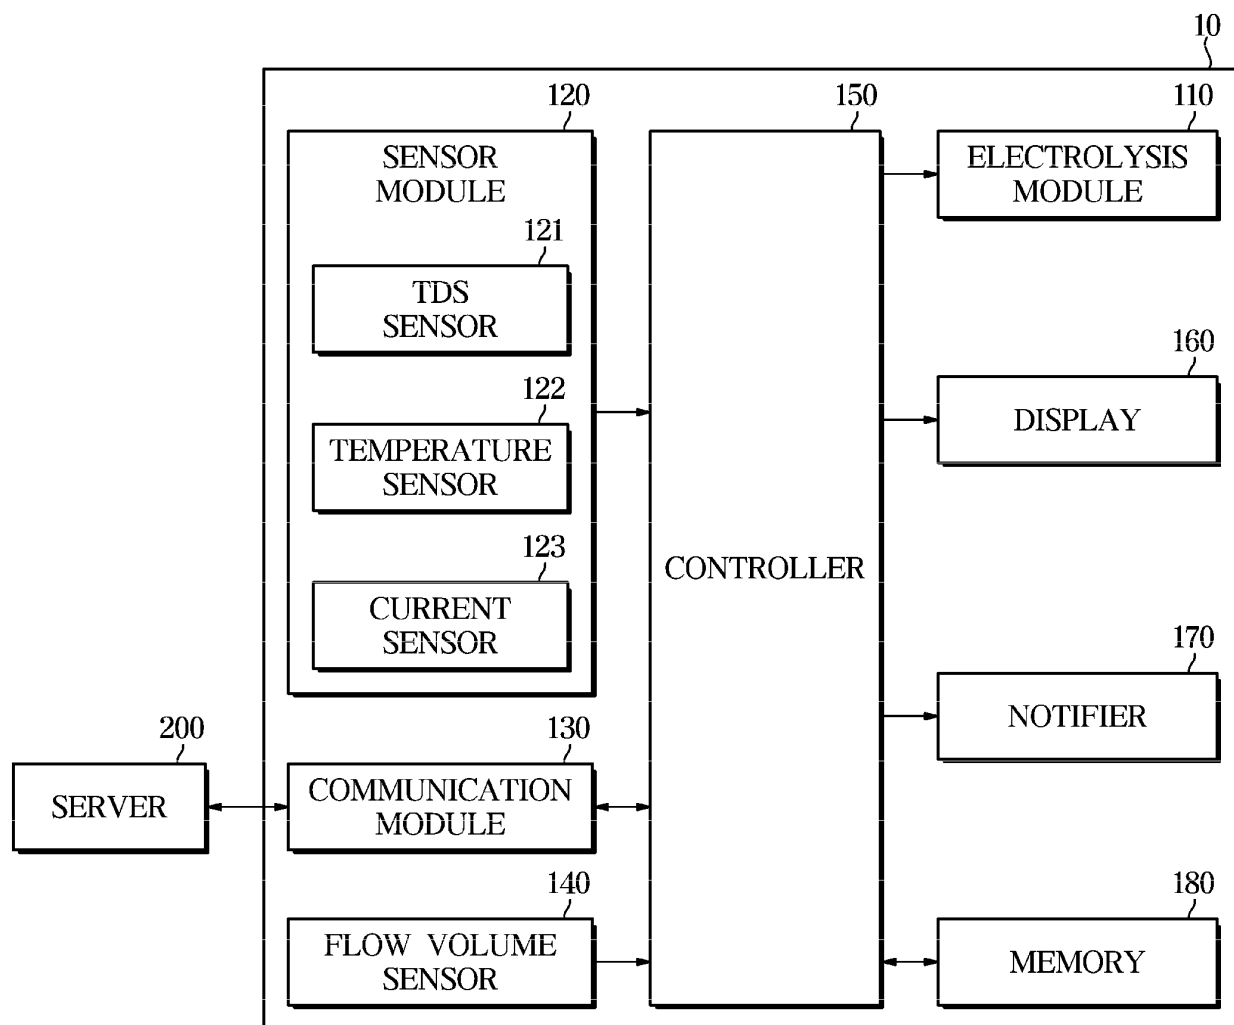 10
120
150
110
SENSOR
MODULE
ELECTROLYSIS
MODULE
121
TDS
SENSOR
160
DISPLAY
122
TEMPERATURE
SENSOR
123
CURRENT
SENSOR
CONTROLLER
170
NOTIFIER
200
SERVER
130
COMMUNICATION
MODULE
140
FLOW VOLUME
SENSOR
180
MEMORY